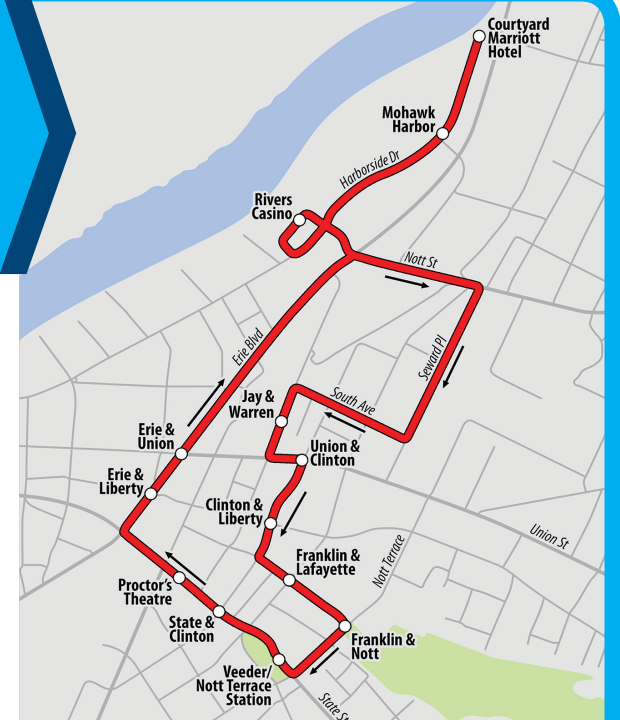 Courtyard
Marriott
Hotel
Mohawk
Harbor
Harborside Dr
Rivers
Casino
Nott St
Erie Blvd
Seward Pl
Jay &
Warren
South Ave
Erie &
Union
Union &
Clinton
Erie &
Liberty
Clinton &
Liberty
Union St
Franklin &
Lafayette
Nott Terrace
Proctor's
Theatre
State &
Clinton
Franklin &
Nott
Veeder/
Nott Terrace
Station
State St